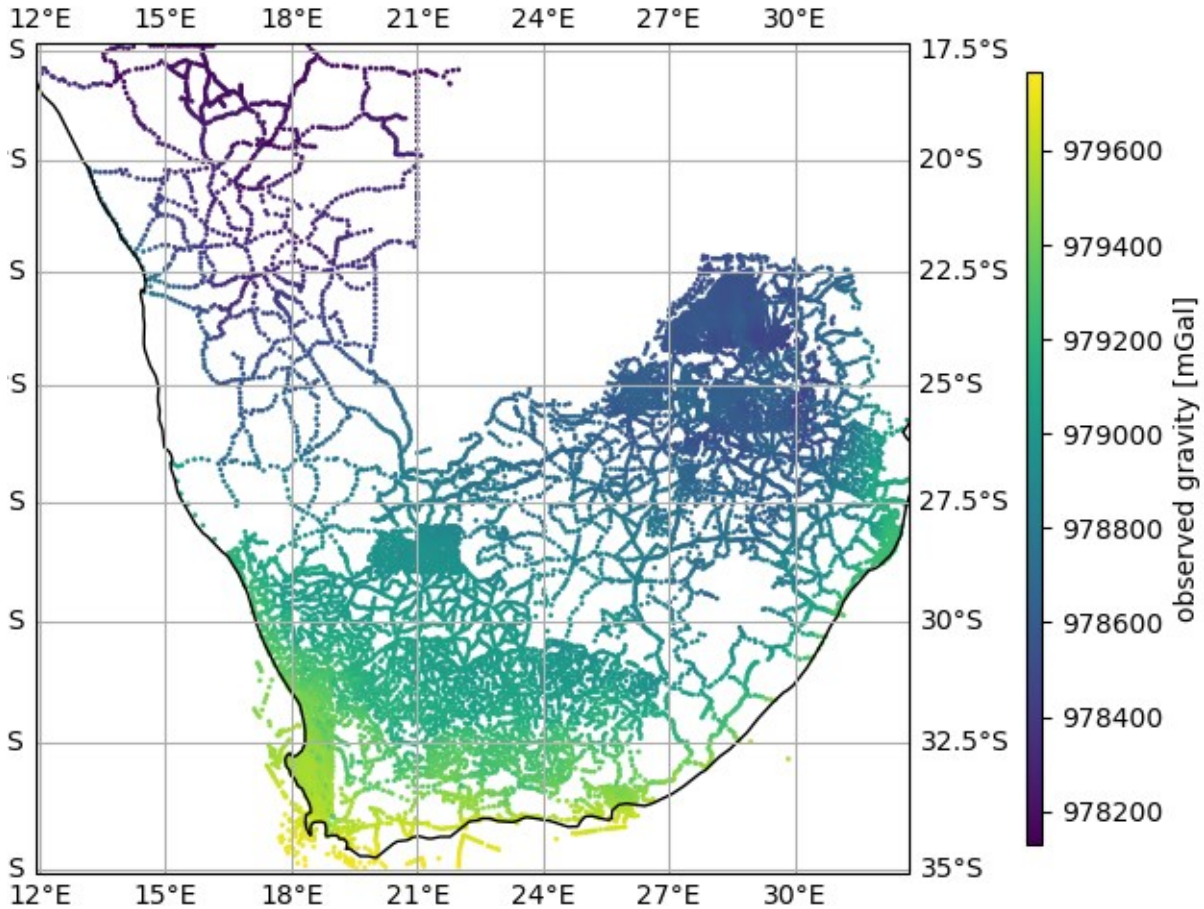 12°E 15°E 18°E 21°E 24°E 27°E 30°E
S 17.5°S
S 20°S
S 22.5°S
S 25°S
S 27.5°S
S 30°S
S 32.5°S
S 35°S
12°E 15°E 18°E 21°E 24°E 27°E 30°E
979600
979400
979200
979000
978800
978600
978400
978200
observed gravity [mGal]